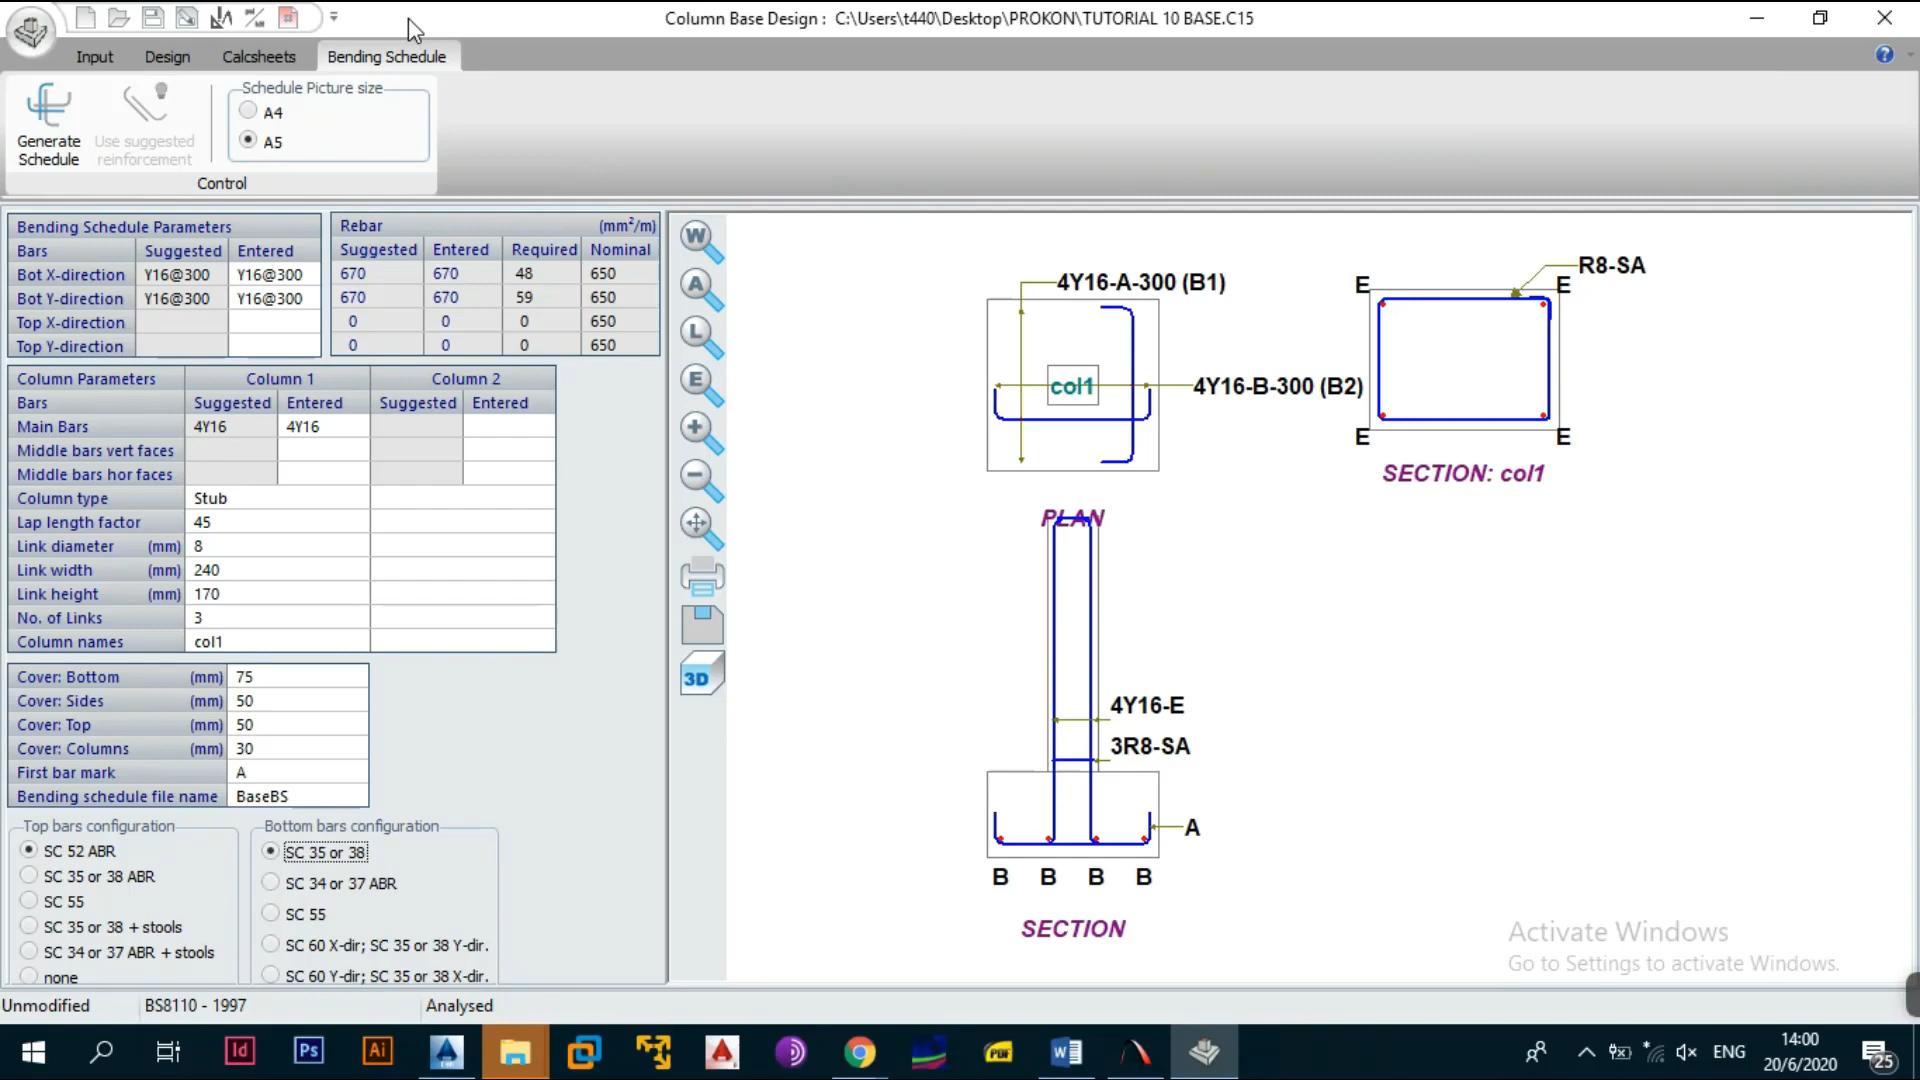 Column Base Design : C:\Users\t440\Desktop\PROKON\TUTORIAL 10 BASE.C15
Input Design Calcsheets Bending Schedule
Generate Schedule
Use suggested reinforcement
Schedule Picture size
A4
A5
Control
Bending Schedule Parameters
Bars Suggested Entered
Bot X-direction Y16@300 Y16@300
Bot Y-direction Y16@300 Y16@300
Top X-direction
Top Y-direction
Rebar (mm²/m)
Suggested Entered Required Nominal
670 670 48 650
670 670 59 650
0 0 0 650
0 0 0 650
Column Parameters Column 1 Column 2
Bars Suggested Entered Suggested Entered
Main Bars 4Y16 4Y16
Middle bars vert faces
Middle bars hor faces
Column type Stub
Lap length factor 45
Link diameter (mm) 8
Link width (mm) 240
Link height (mm) 170
No. of Links 3
Column names col1
Cover: Bottom (mm) 75
Cover: Sides (mm) 50
Cover: Top (mm) 50
Cover: Columns (mm) 30
First bar mark A
Bending schedule file name BaseBS
Top bars configuration
SC 52 ABR
SC 35 or 38 ABR
SC 55
SC 35 or 38 + stools
SC 34 or 37 ABR + stools
none
Bottom bars configuration
SC 35 or 38
SC 34 or 37 ABR
SC 55
SC 60 X-dir; SC 35 or 38 Y-dir.
SC 60 Y-dir; SC 35 or 38 X-dir.
W
A
L
E
3D
4Y16-A-300 (B1)
col1
4Y16-B-300 (B2)
PLAN
R8-SA
E E
E E
SECTION: col1
4Y16-E
3R8-SA
A
B B B B
SECTION
Activate Windows
Go to Settings to activate Windows.
Unmodified BS8110 - 1997 Analysed
Id Ps Ai PDF
ENG
14:00
20/6/2020
25